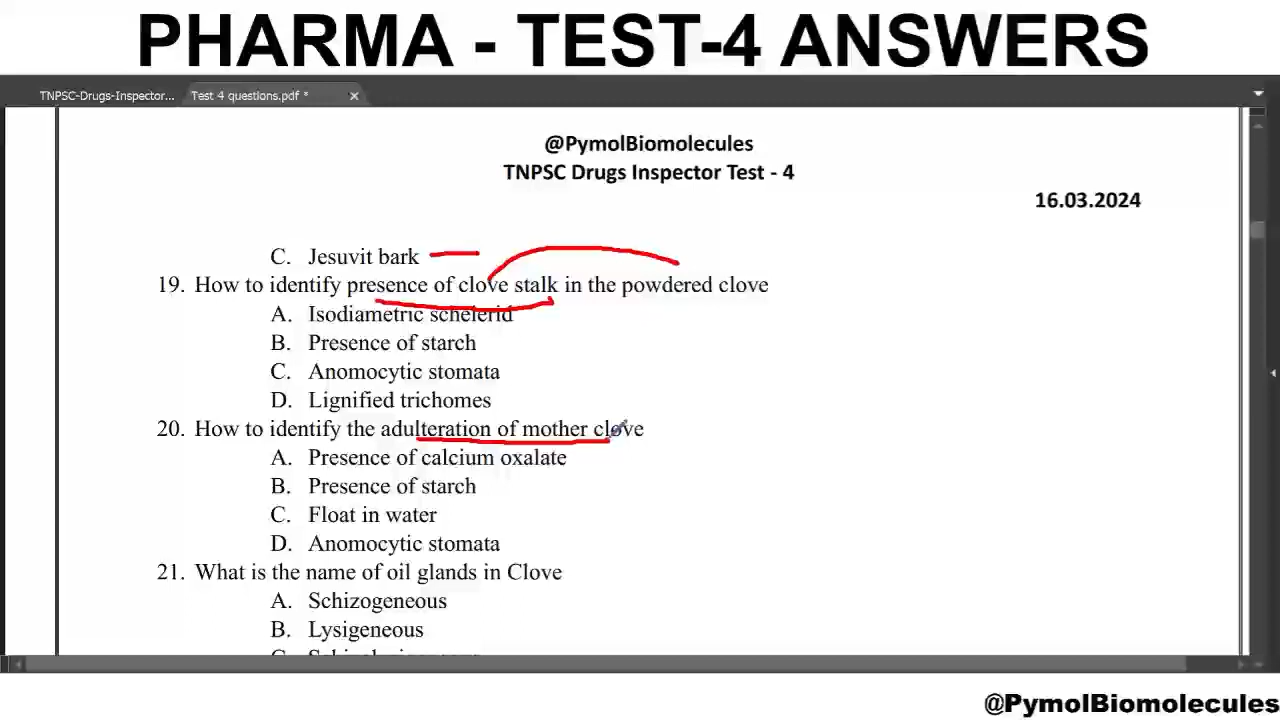 PHARMA - TEST-4 ANSWERS
TNPSC-Drugs-Inspector... Test 4 questions.pdf *
@PymolBiomolecules
TNPSC Drugs Inspector Test - 4
16.03.2024
C. Jesuvit bark
19. How to identify presence of clove stalk in the powdered clove
A. Isodiametric scheferid
B. Presence of starch
C. Anomocytic stomata
D. Lignified trichomes
20. How to identify the adulteration of mother clove
A. Presence of calcium oxalate
B. Presence of starch
C. Float in water
D. Anomocytic stomata
21. What is the name of oil glands in Clove
A. Schizogeneous
B. Lysigeneous
@PymolBiomolecules